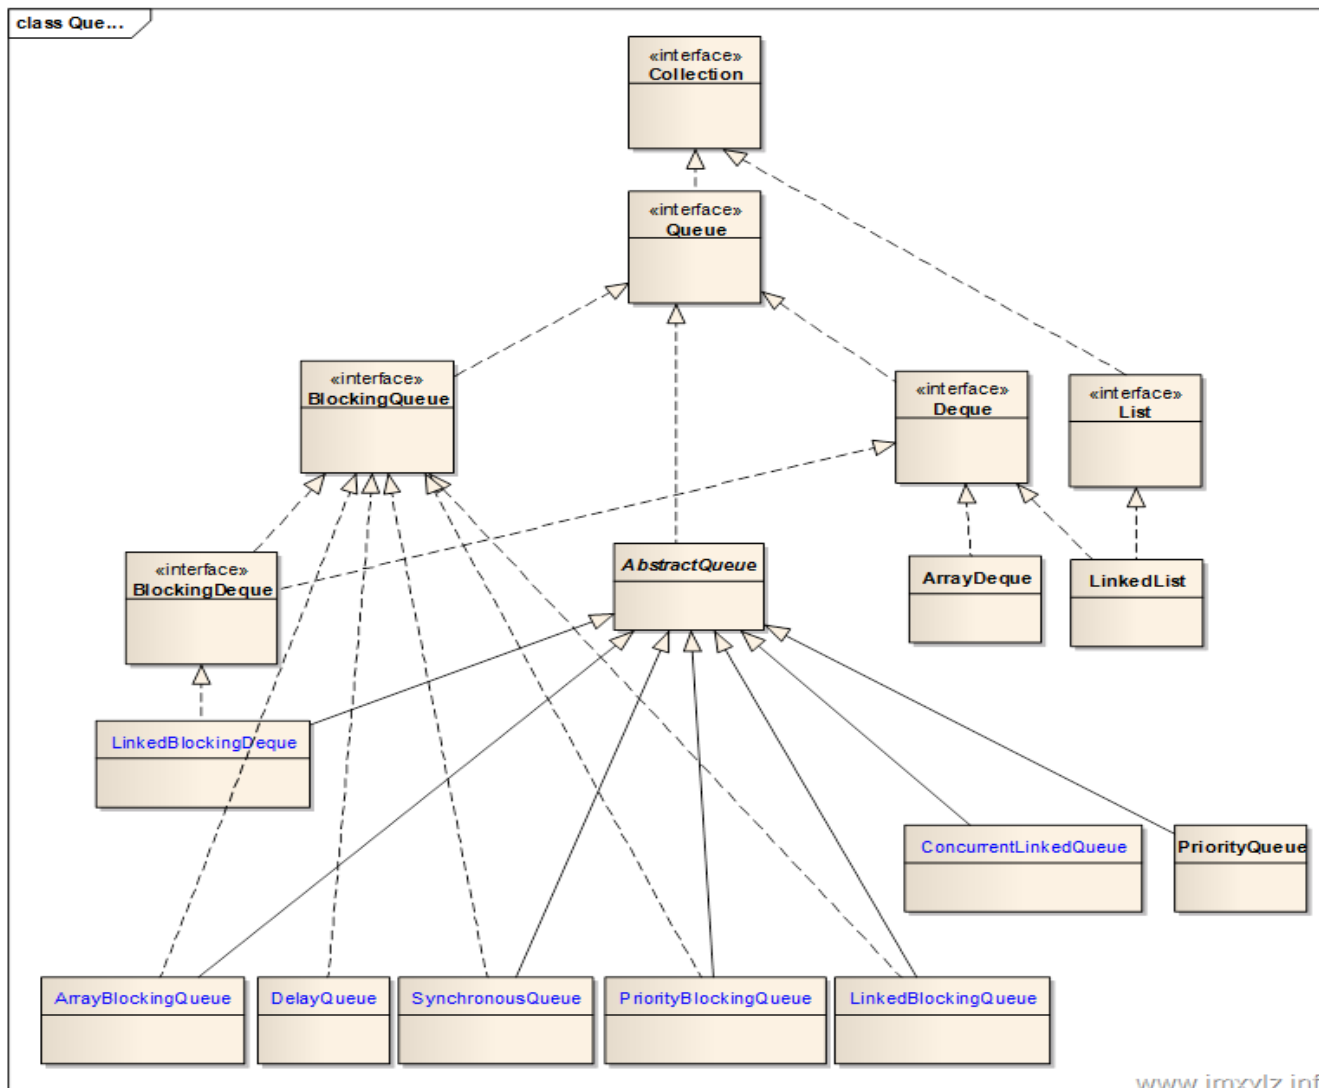 class Que...
«interface»
Collection
«interface»
Queue
«interface»
BlockingQueue
«interface»
Deque
«interface»
List
«interface»
BlockingDeque
AbstractQueue
ArrayDeque
LinkedList
LinkedBlockingDeque
ConcurrentLinkedQueue
PriorityQueue
ArrayBlockingQueue
DelayQueue
SynchronousQueue
PriorityBlockingQueue
LinkedBlockingQueue